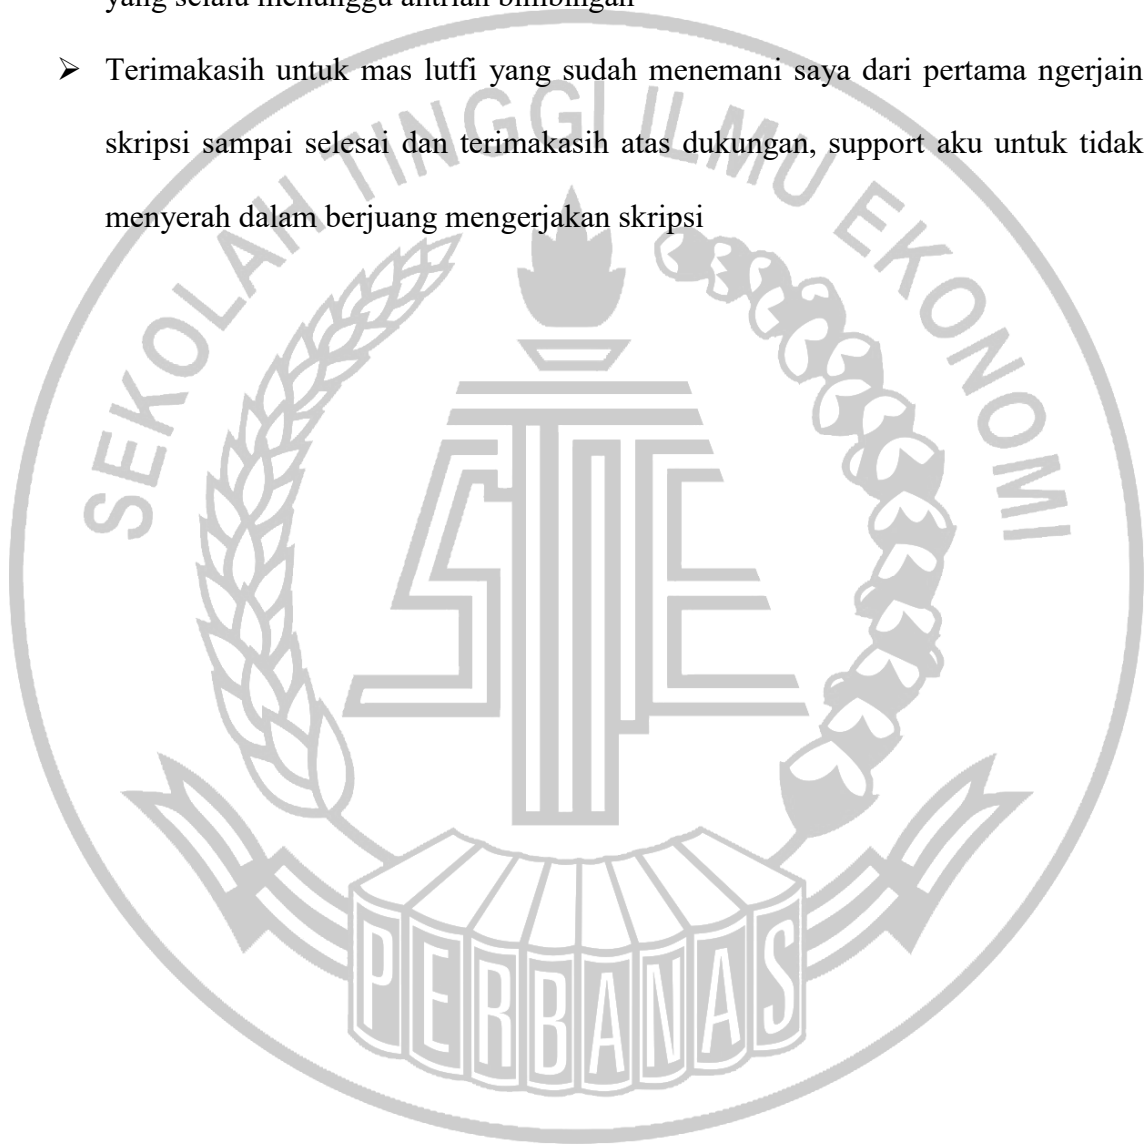 yang selalu menunggu antrian bimbingan
➢ Terimakasih untuk mas lutfi yang sudah menemani saya dari pertama ngerjain
skripsi sampai selesai dan terimakasih atas dukungan, support aku untuk tidak
menyerah dalam berjuang mengerjakan skripsi
SEKOLAH TINGGI ILMU EKONOMI
STIE
PERBANAS